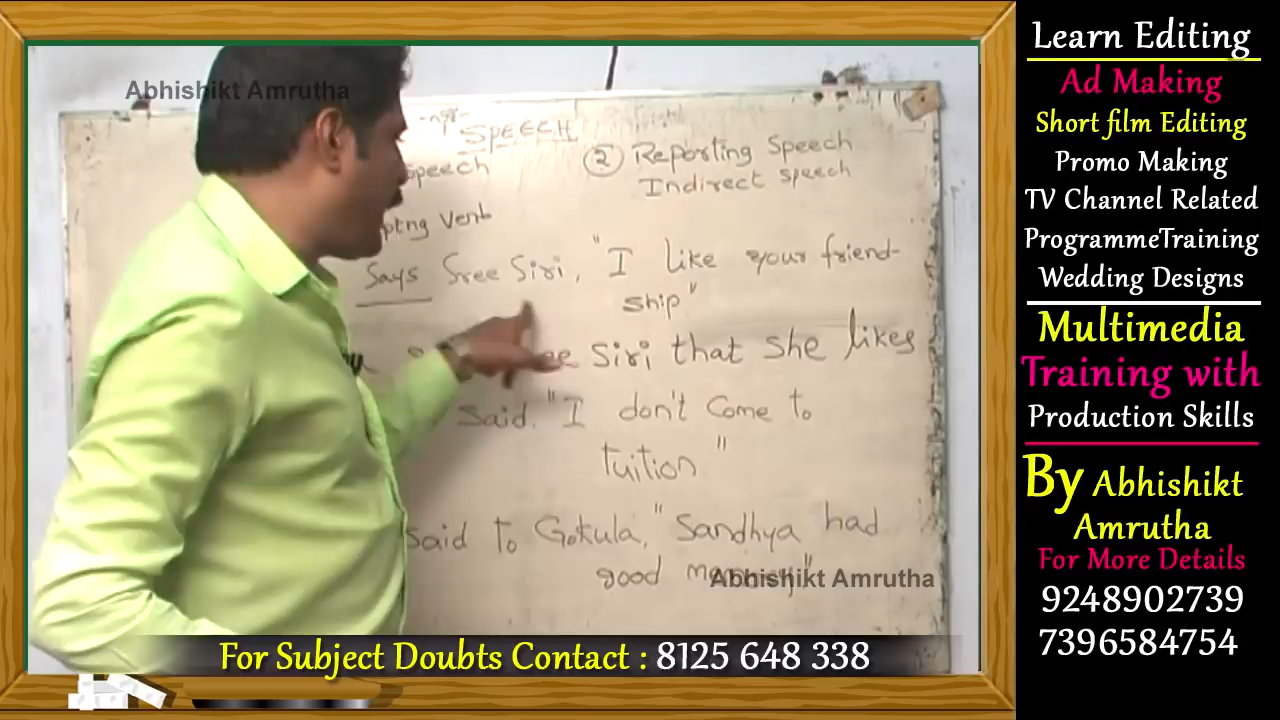 Abhishikt Amrutha
SPEECH
Speech
② Reporting Speech
Indirect speech
Verb
Says Sree Siri, "I like your friend-
ship"
Siri that she likes
said. "I don't come to
tuition"
said to Gokula, "Sandhya had
good
Abhishikt Amrutha
For Subject Doubts Contact : 8125 648 338
Learn Editing
Ad Making
Short film Editing
Promo Making
TV Channel Related
ProgrammeTraining
Wedding Designs
Multimedia
Training with
Production Skills
By Abhishikt
Amrutha
For More Details
9248902739
7396584754